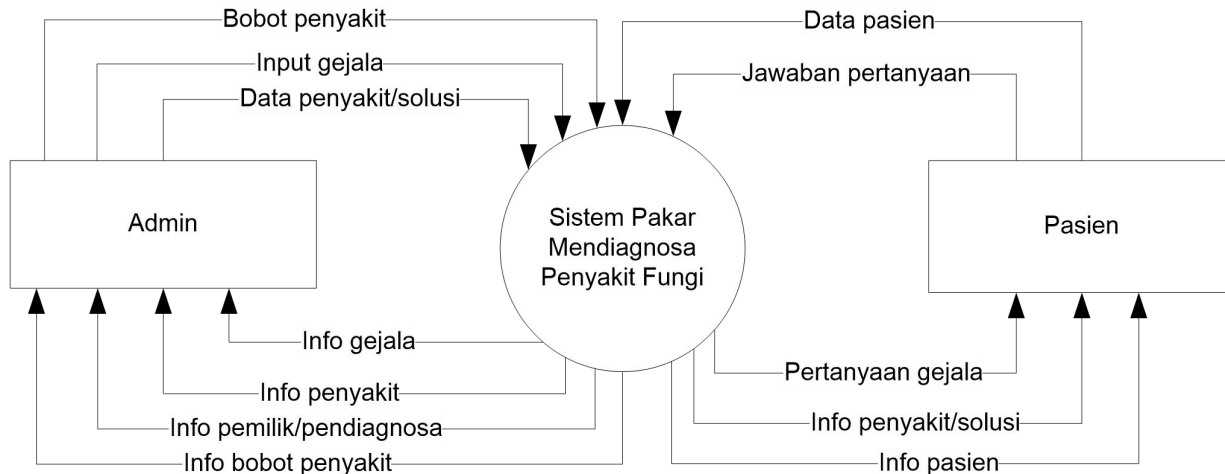 Bobot penyakit
Data pasien
Input gejala
Jawaban pertanyaan
Data penyakit/solusi
Admin
Sistem Pakar
Mendiagnosa
Penyakit Fungi
Pasien
Info gejala
Pertanyaan gejala
Info penyakit
Info penyakit/solusi
Info pemilik/pendiagnosa
Info bobot penyakit
Info pasien